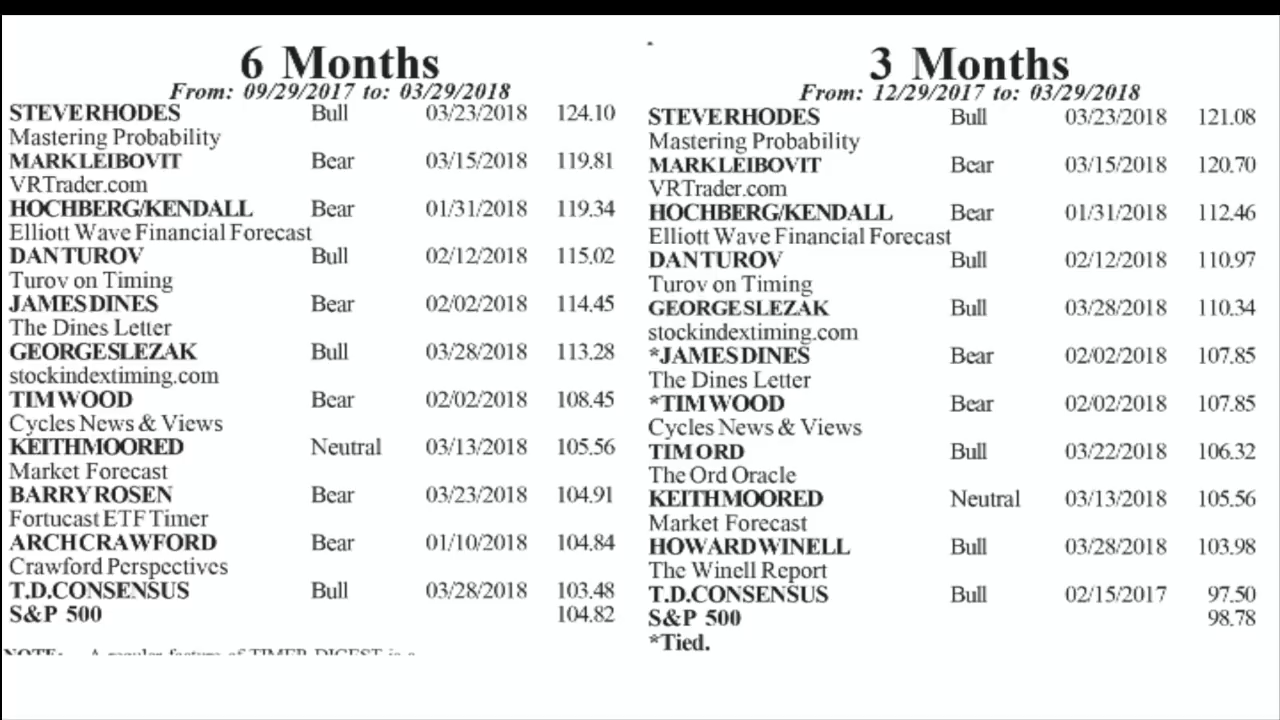 6 Months
From: 09/29/2017 to: 03/29/2018
STEVE RHODES Bull 03/23/2018 124.10
Mastering Probability
MARK LEIBOVIT Bear 03/15/2018 119.81
VRTrader.com
HOCHBERG/KENDALL Bear 01/31/2018 119.34
Elliott Wave Financial Forecast
DAN TUROV Bull 02/12/2018 115.02
Turov on Timing
JAMES DINES Bear 02/02/2018 114.45
The Dines Letter
GEORGE SLEZAK Bull 03/28/2018 113.28
stockindextiming.com
TIM WOOD Bear 02/02/2018 108.45
Cycles News & Views
KEITH MOORED Neutral 03/13/2018 105.56
Market Forecast
BARRY ROSEN Bear 03/23/2018 104.91
Fortucast ETF Timer
ARCH CRAWFORD Bear 01/10/2018 104.84
Crawford Perspectives
T.D. CONSENSUS Bull 03/28/2018 103.48
S&P 500 104.82
NOTE: A regular feature of TIMER DIGEST is a
3 Months
From: 12/29/2017 to: 03/29/2018
STEVE RHODES Bull 03/23/2018 121.08
Mastering Probability
MARK LEIBOVIT Bear 03/15/2018 120.70
VRTrader.com
HOCHBERG/KENDALL Bear 01/31/2018 112.46
Elliott Wave Financial Forecast
DAN TUROV Bull 02/12/2018 110.97
Turov on Timing
GEORGE SLEZAK Bull 03/28/2018 110.34
stockindextiming.com
*JAMES DINES Bear 02/02/2018 107.85
The Dines Letter
*TIM WOOD Bear 02/02/2018 107.85
Cycles News & Views
TIM ORD Bull 03/22/2018 106.32
The Ord Oracle
KEITH MOORED Neutral 03/13/2018 105.56
Market Forecast
HOWARD WINELL Bull 03/28/2018 103.98
The Winell Report
T.D. CONSENSUS Bull 02/15/2017 97.50
S&P 500 98.78
*Tied.